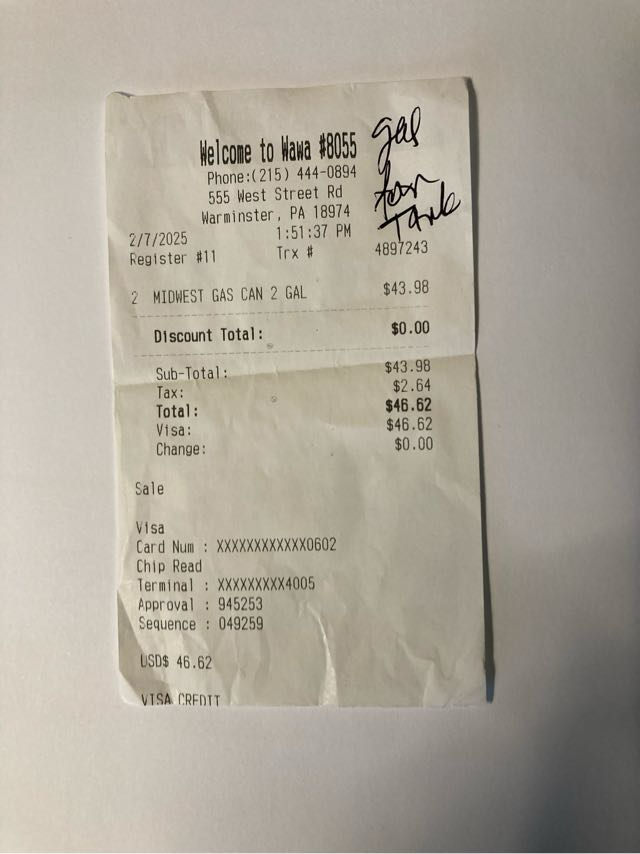 Welcome to Wawa #8055
Phone:(215) 444-0894
555 West Street Rd
Warminster, PA 18974
gas
for
Tank
2/7/2025 1:51:37 PM
Register #11 Trx # 4897243
2 MIDWEST GAS CAN 2 GAL $43.98
Discount Total: $0.00
Sub-Total: $43.98
Tax: $2.64
Total: $46.62
Visa: $46.62
Change: $0.00
Sale
Visa
Card Num : XXXXXXXXXXXX0602
Chip Read
Terminal : XXXXXXXXX4005
Approval : 945253
Sequence : 049259
USD$ 46.62
VISA CREDIT